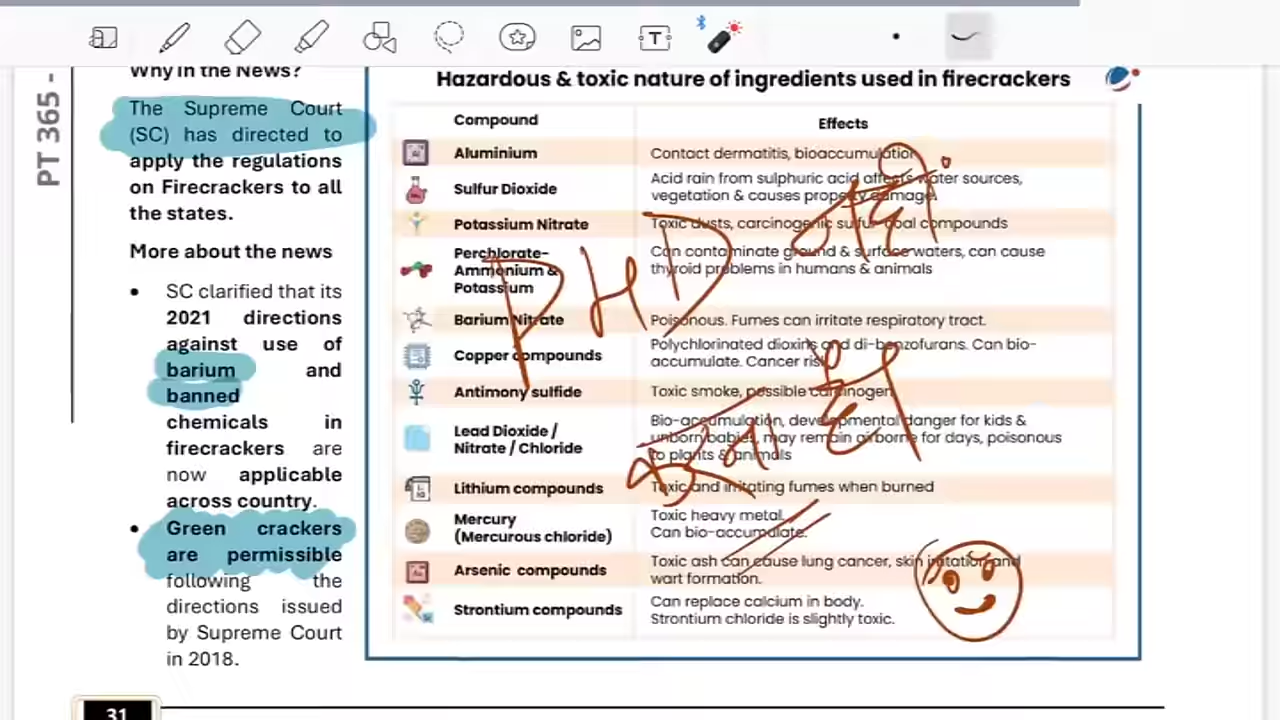 PT 365 -
Why in the News?
The Supreme Court
(SC) has directed to
apply the regulations
on Firecrackers to all
the states.
More about the news
• SC clarified that its
2021 directions
against use of
barium and
banned
chemicals in
firecrackers are
now applicable
across country.
• Green crackers
are permissible
following the
directions issued
by Supreme Court
in 2018.
Hazardous & toxic nature of ingredients used in firecrackers
Compound Effects
Aluminium Contact dermatitis, bioaccumulation
Sulfur Dioxide Acid rain from sulphuric acid affects water sources,
vegetation & causes property damage.
Potassium Nitrate Toxic dusts, carcinogenic sulfur-coal compounds
Perchlorate-
Ammonium &
Potassium
Can contaminate ground & surface waters, can cause
thyroid problems in humans & animals
Barium Nitrate Poisonous. Fumes can irritate respiratory tract.
Copper compounds Polychlorinated dioxins and di-benzofurans. Can bio-
accumulate. Cancer risk
Antimony sulfide Toxic smoke, possible carcinogen
Lead Dioxide /
Nitrate / Chloride
Bio-accumulation, developmental danger for kids &
unborn babies, may remain airborne for days, poisonous
to plants & animals
Lithium compounds Toxic and irritating fumes when burned
Mercury
(Mercurous chloride)
Toxic heavy metal.
Can bio-accumulate.
Arsenic compounds Toxic ash can cause lung cancer, skin irritation and
wart formation.
Strontium compounds Can replace calcium in body.
Strontium chloride is slightly toxic.
PHD नहीं
31